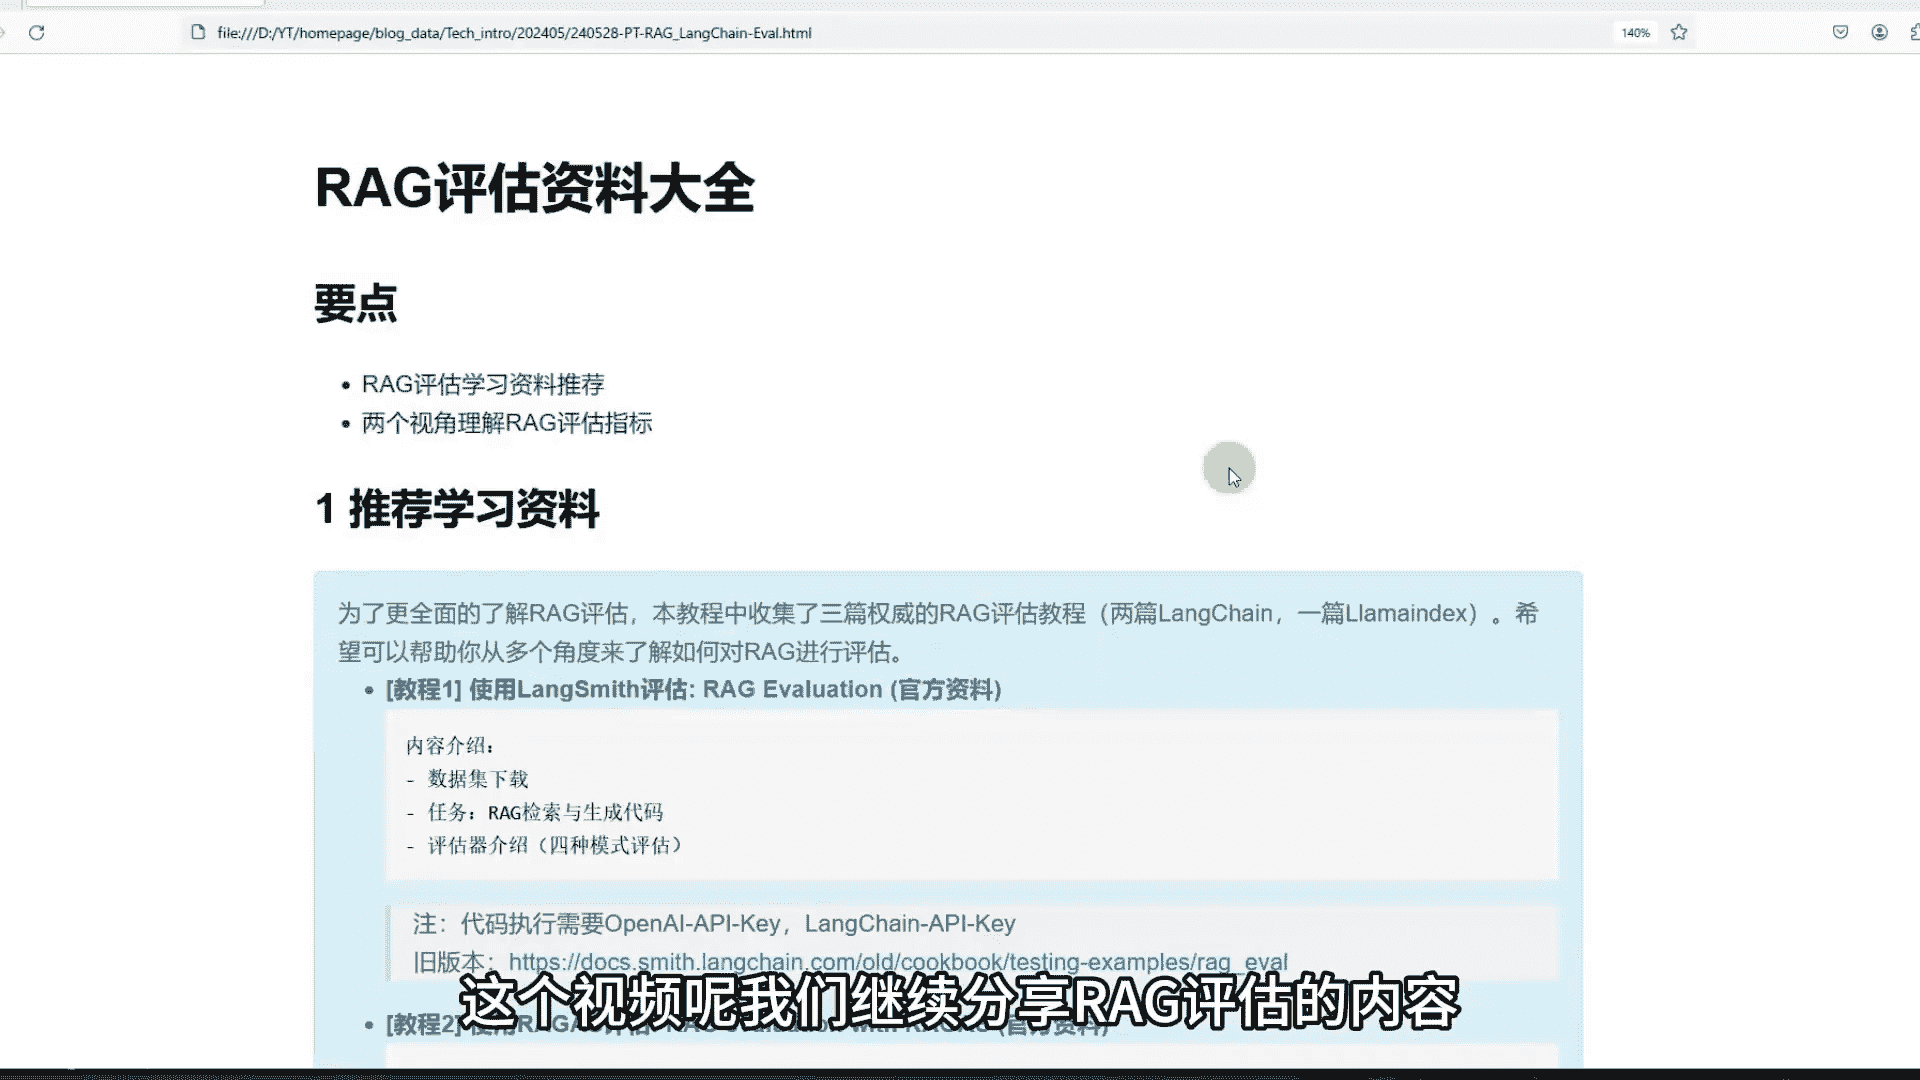 file:///D:/YT/homepage/blog_data/Tech_intro/202405/240528-PT-RAG_LangChain-Eval.html
140%
RAG评估资料大全
要点
• RAG评估学习资料推荐
• 两个视角理解RAG评估指标
1 推荐学习资料
为了更全面的了解RAG评估，本教程中收集了三篇权威的RAG评估教程（两篇LangChain，一篇Llamaindex）。希
望可以帮助你从多个角度来了解如何对RAG进行评估。
• [教程1] 使用LangSmith评估: RAG Evaluation (官方资料)
内容介绍：
- 数据集下载
- 任务：RAG检索与生成代码
- 评估器介绍（四种模式评估）
注：代码执行需要OpenAI-API-Key，LangChain-API-Key
旧版本：https://docs.smith.langchain.com/old/cookbook/testing-examples/rag_eval
• [教程2]
这个视频呢我们继续分享RAG评估的内容